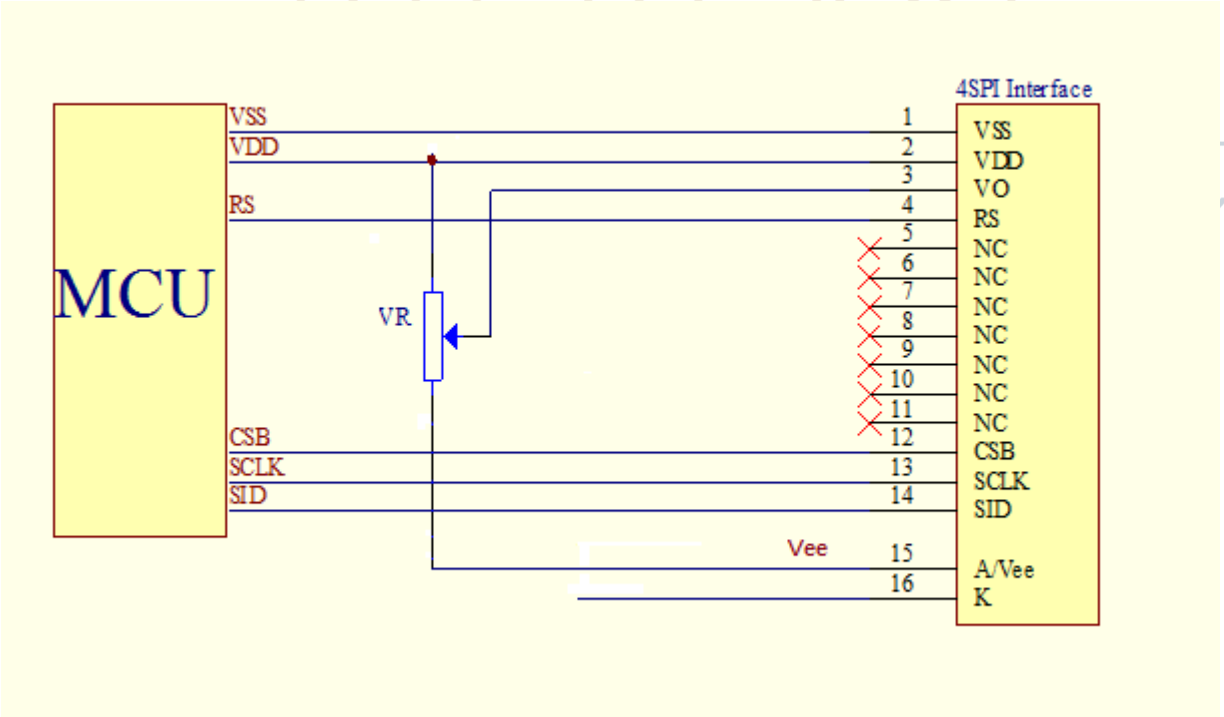 4SPI Interface
VSS
1
VSS
VDD
2
VDD
3
VO
RS
4
RS
5
NC
6
NC
7
NC
MCU
VR
8
NC
9
NC
10
NC
11
NC
CSB
12
CSB
SCLK
13
SCLK
SID
14
SID
Vee
15
A/Vee
16
K